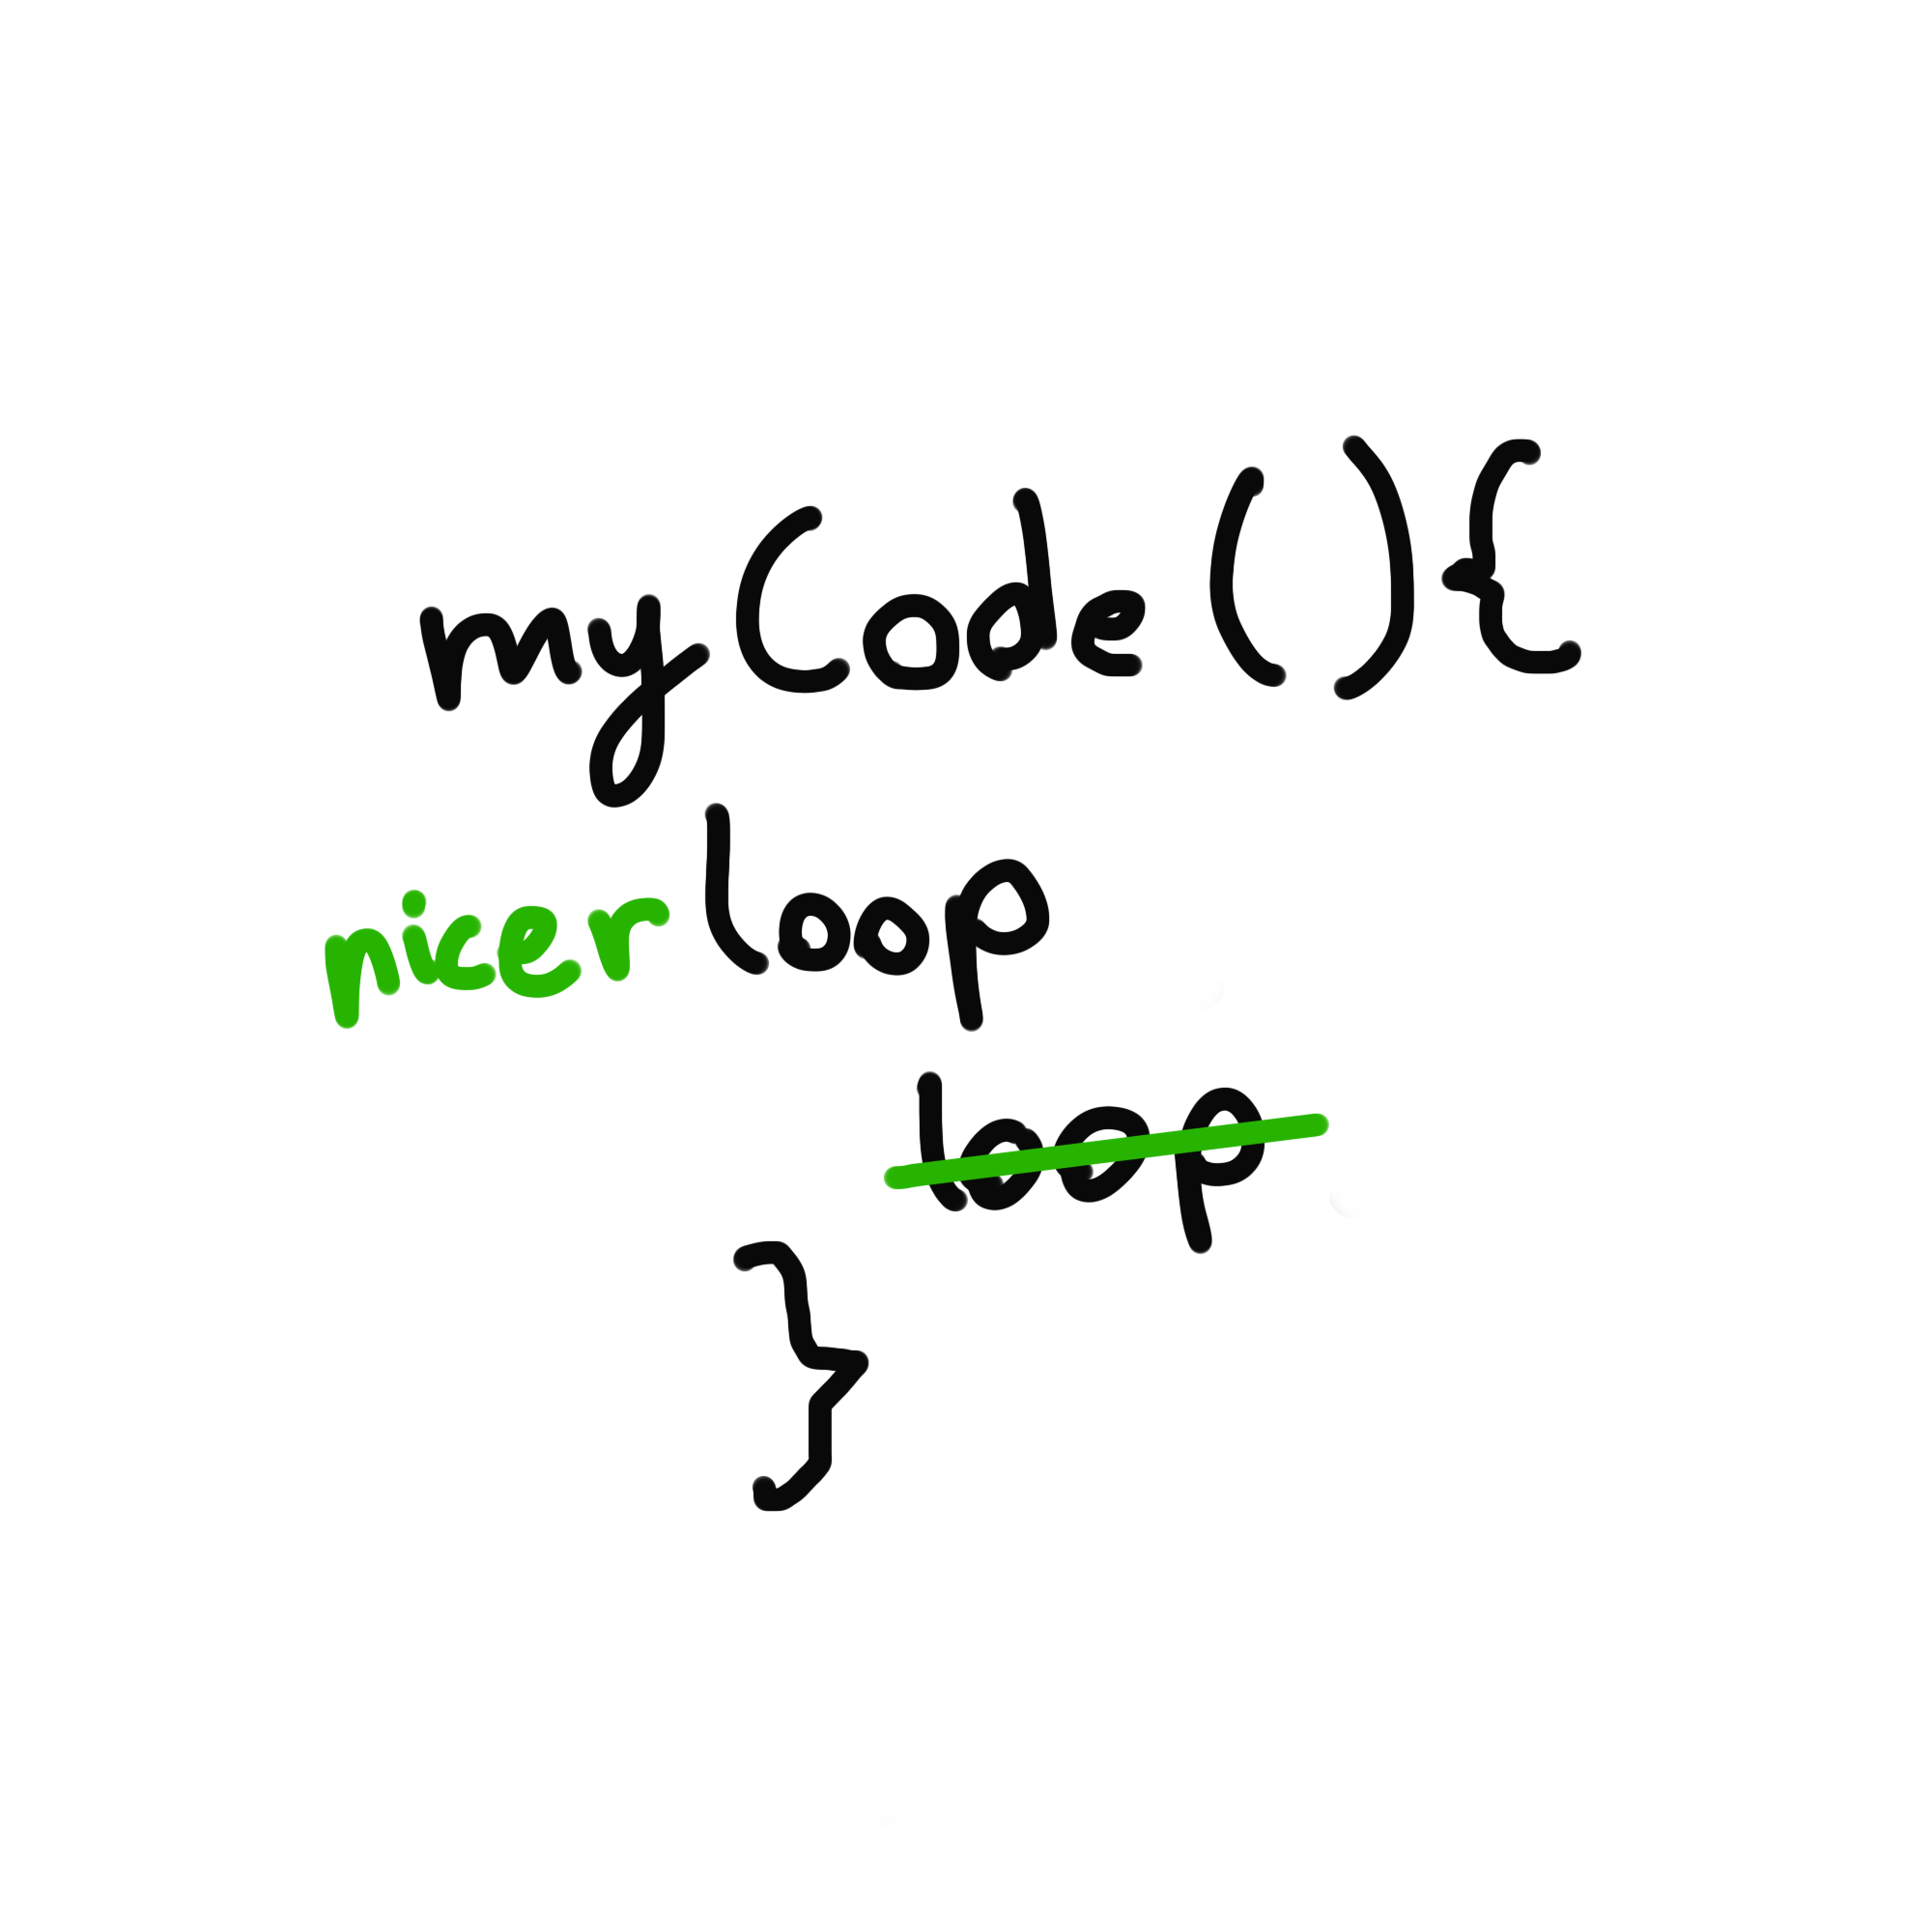 myCode(){
nicer loop
loop
}